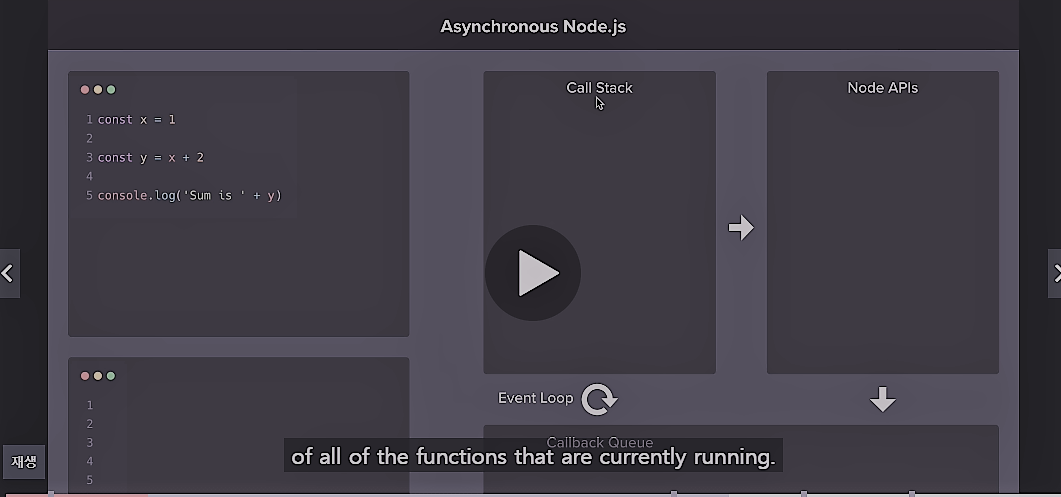 Asynchronous Node.js
1 const x = 1
2
3 const y = x + 2
4
5 console.log('Sum is ' + y)
Call Stack
Node APIs
Event Loop
Callback Queue
1
2
3
4
5
of all of the functions that are currently running.
재생